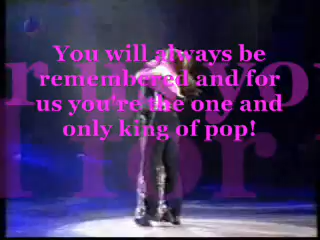 You will always be
remembered and for
us you're the one and
only king of pop!